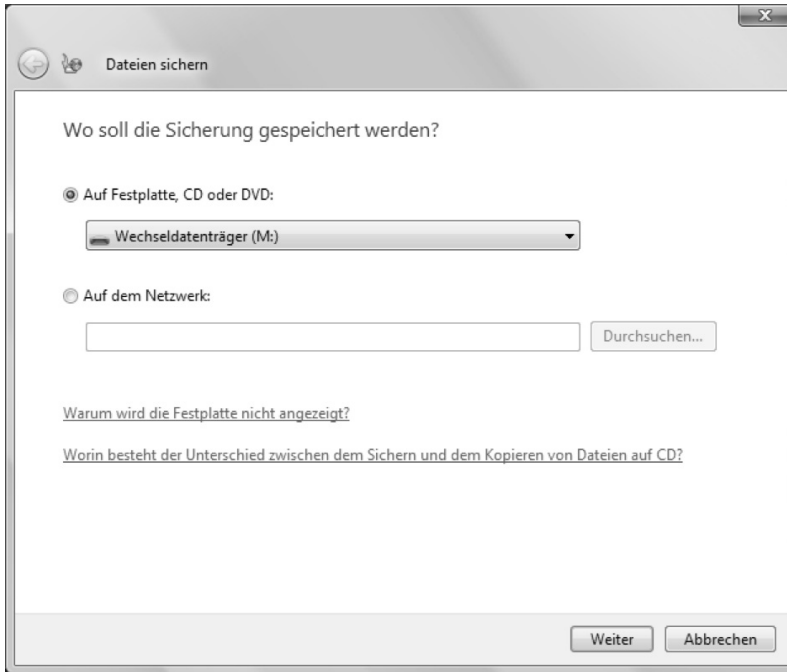 Dateien sichern
Wo soll die Sicherung gespeichert werden?
Auf Festplatte, CD oder DVD:
Wechseldatenträger (M:)
Auf dem Netzwerk:
Durchsuchen...
Warum wird die Festplatte nicht angezeigt?
Worin besteht der Unterschied zwischen dem Sichern und dem Kopieren von Dateien auf CD?
Weiter Abbrechen